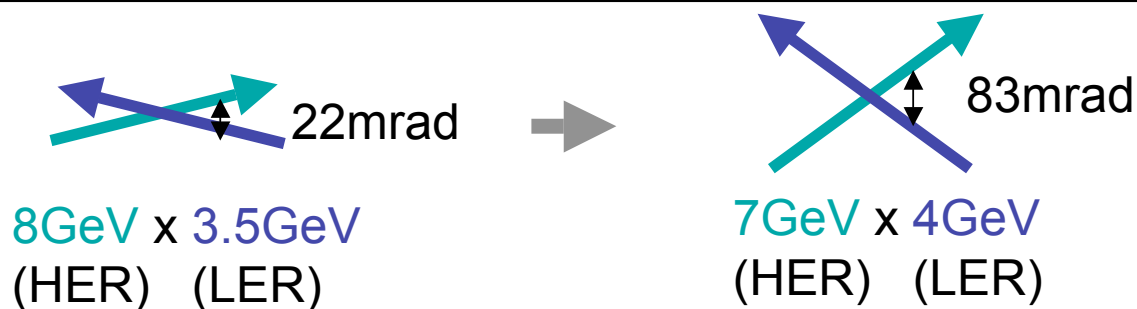 22mrad
8GeV x 3.5GeV
(HER) (LER)
83mrad
7GeV x 4GeV
(HER) (LER)